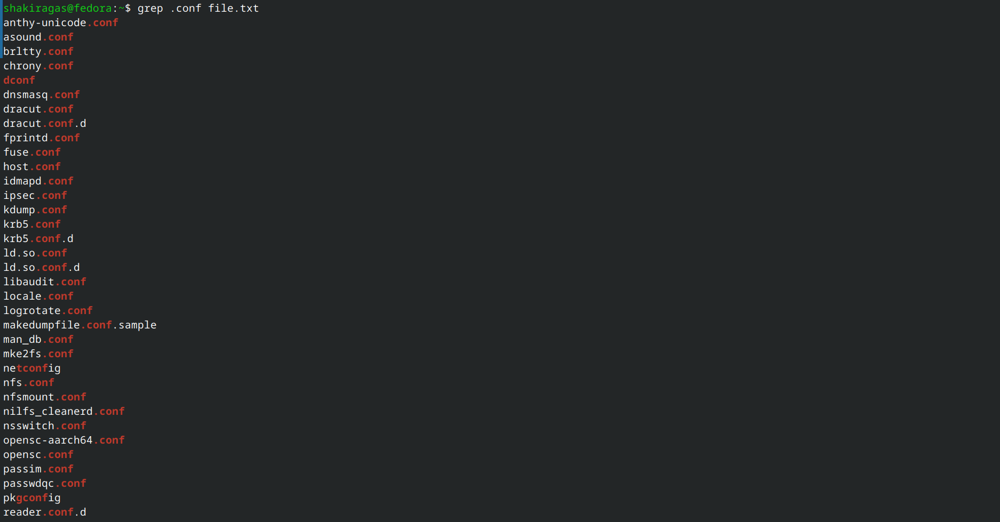 shakiragas@fedora:~$ grep .conf file.txt
anthy-unicode.conf
asound.conf
brltty.conf
chrony.conf
dconf
dnsmasq.conf
dracut.conf
dracut.conf.d
fprintd.conf
fuse.conf
host.conf
idmapd.conf
ipsec.conf
kdump.conf
krb5.conf
krb5.conf.d
ld.so.conf
ld.so.conf.d
libaudit.conf
locale.conf
logrotate.conf
makedumpfile.conf.sample
man_db.conf
mke2fs.conf
netconfig
nfs.conf
nfsmount.conf
nilfs_cleanerd.conf
nsswitch.conf
opensc-aarch64.conf
opensc.conf
passim.conf
passwdqc.conf
pkgconfig
reader.conf.d